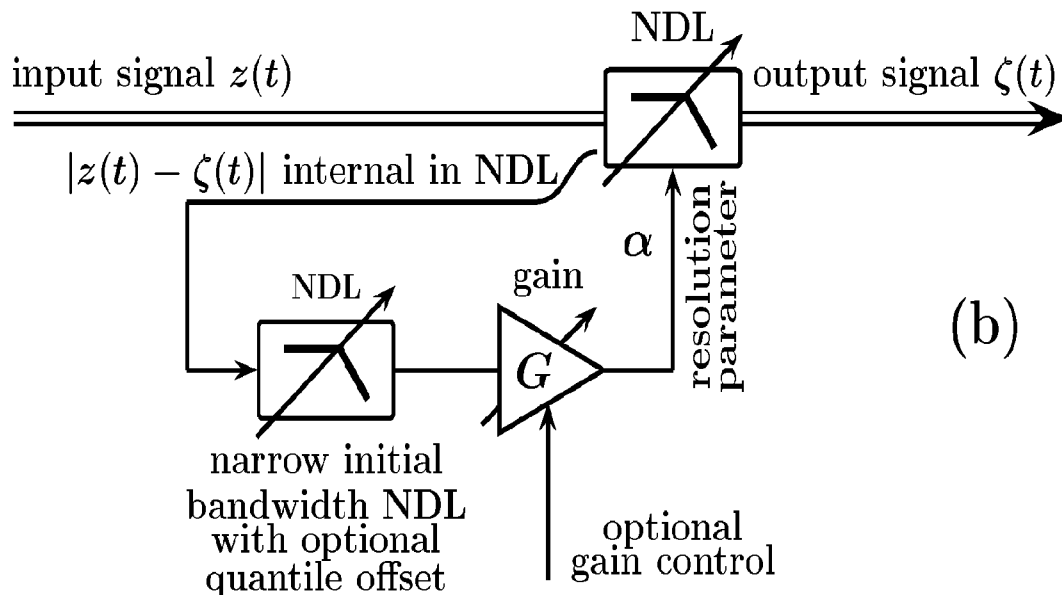 NDL
input signal z(t)
output signal ζ(t)
|z(t) − ζ(t)| internal in NDL
α
resolution
parameter
NDL
gain
G
(b)
narrow initial
bandwidth NDL
with optional
quantile offset
optional
gain control